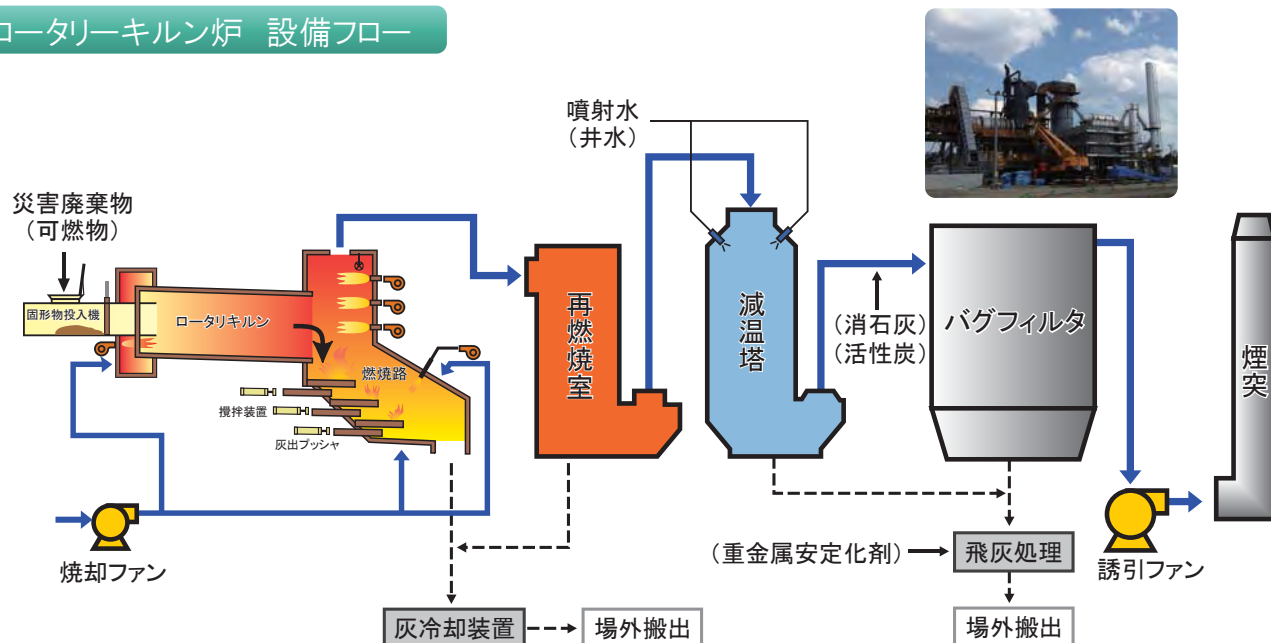 ロータリーキルン炉 設備フロー
噴射水
（井水）
災害廃棄物
（可燃物）
固形物投入機
ロータリキルン
燃焼路
攪拌装置
灰出プッシャ
再燃焼室
減温塔
（消石灰）
（活性炭）
バグフィルタ
煙突
焼却ファン
（重金属安定化剤）
飛灰処理
誘引ファン
灰冷却装置
場外搬出
場外搬出